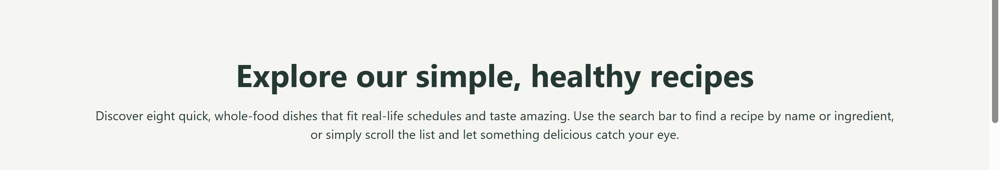 Explore our simple, healthy recipes
Discover eight quick, whole-food dishes that fit real-life schedules and taste amazing. Use the search bar to find a recipe by name or ingredient,
or simply scroll the list and let something delicious catch your eye.